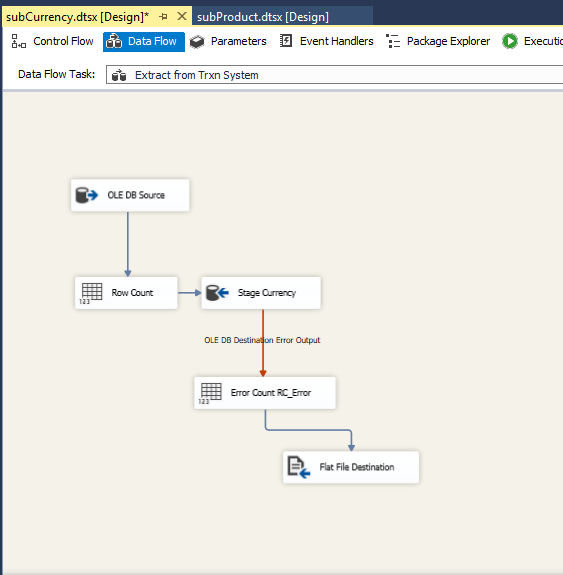 subCurrency.dtsx [Design]* subProduct.dtsx [Design]
Control Flow Data Flow Parameters Event Handlers Package Explorer
Data Flow Task: Extract from Trxn System
OLE DB Source
123 Row Count Stage Currency
OLE DB Destination Error Output
123 Error Count RC_Error
Flat File Destination